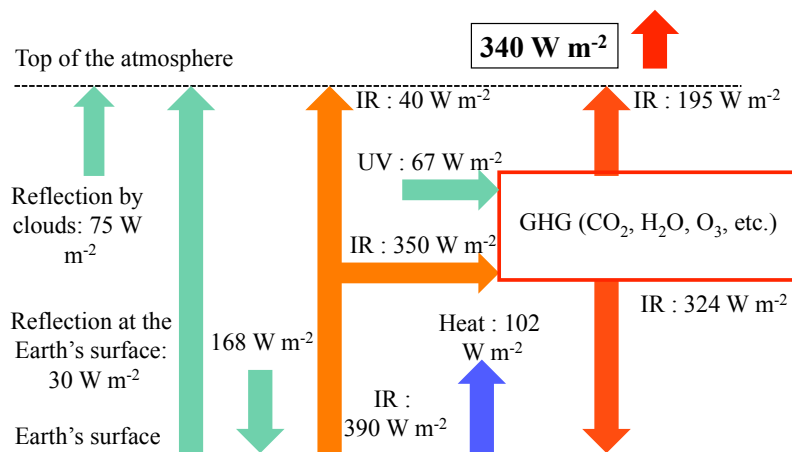 340 W m⁻²
Top of the atmosphere
IR : 40 W m⁻²
IR : 195 W m⁻²
UV : 67 W m⁻²
Reflection by
clouds: 75 W
m⁻²
GHG (CO₂, H₂O, O₃, etc.)
IR : 350 W m⁻²
IR : 324 W m⁻²
Reflection at the
Earth’s surface:
30 W m⁻²
168 W m⁻²
Heat : 102
W m⁻²
IR :
390 W m⁻²
Earth’s surface